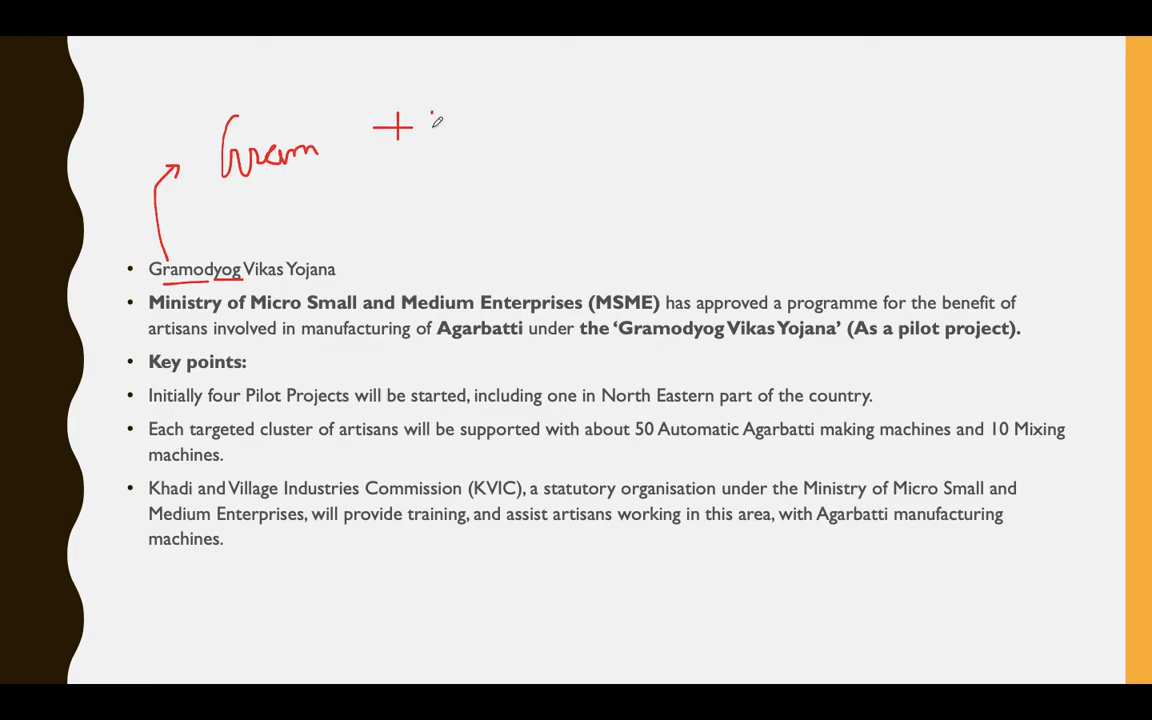 Gram +
• Gramodyog Vikas Yojana
• Ministry of Micro Small and Medium Enterprises (MSME) has approved a programme for the benefit of
artisans involved in manufacturing of Agarbatti under the ‘Gramodyog Vikas Yojana’ (As a pilot project).
• Key points:
• Initially four Pilot Projects will be started, including one in North Eastern part of the country.
• Each targeted cluster of artisans will be supported with about 50 Automatic Agarbatti making machines and 10 Mixing
machines.
• Khadi and Village Industries Commission (KVIC), a statutory organisation under the Ministry of Micro Small and
Medium Enterprises, will provide training, and assist artisans working in this area, with Agarbatti manufacturing
machines.